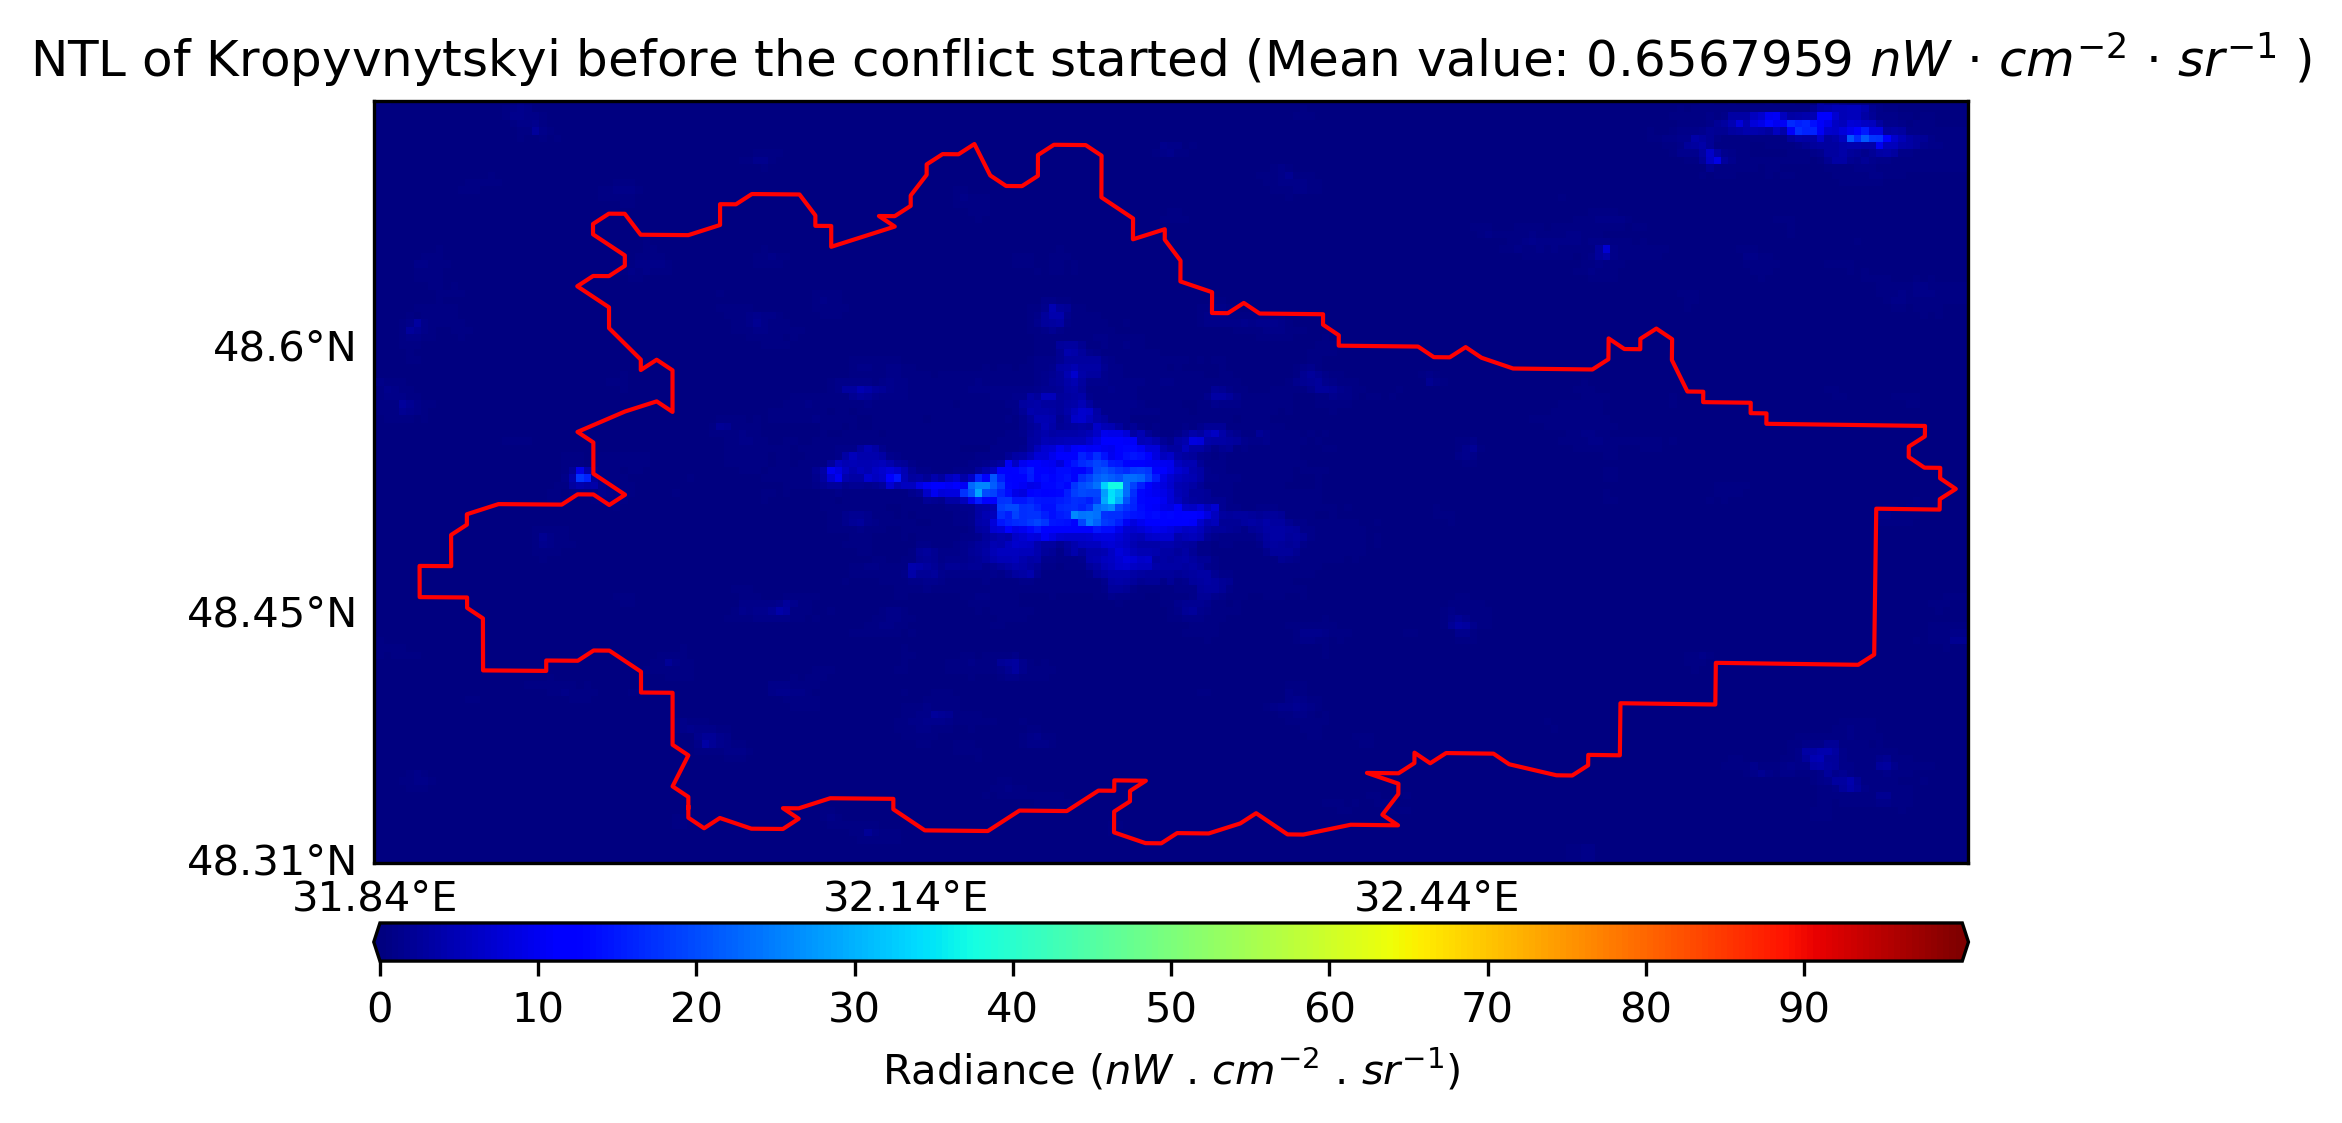 NTL of Kropyvnytskyi before the conflict started (Mean value: 0.6567959 nW · cm⁻² · sr⁻¹ )
48.6°N
48.45°N
48.31°N
31.84°E 32.14°E 32.44°E
0 10 20 30 40 50 60 70 80 90
Radiance (nW . cm⁻² . sr⁻¹)